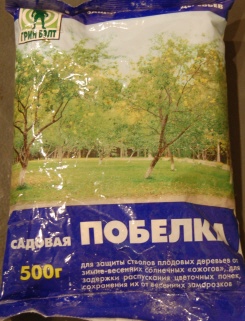 ГРИН БЭЛТ
САДОВАЯ ПОБЕЛКА
500г
для защиты стволов плодовых деревьев от
зимне-весенних солнечных «ожогов», для
задержки распускания цветочных почек,
сохранения их от весенних заморозков